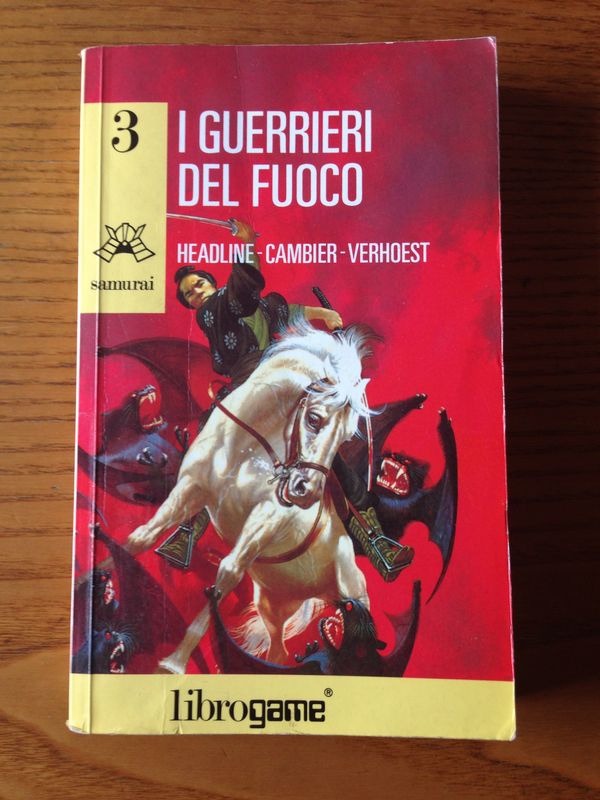 3
I GUERRIERI
DEL FUOCO
HEADLINE - CAMBIER - VERHOEST
samurai
librogame®